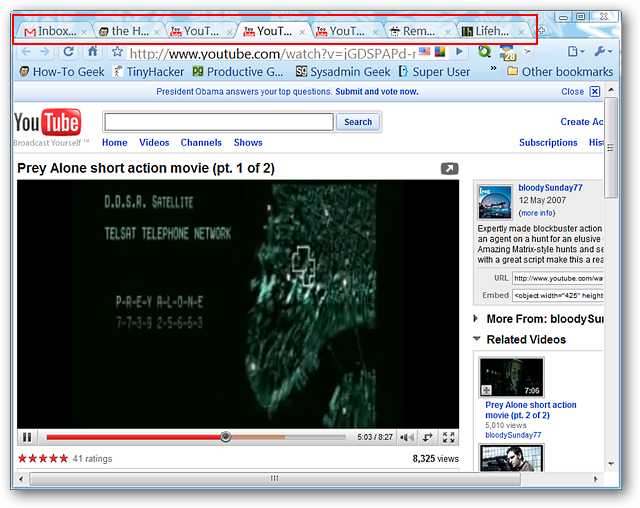 Inbox...
the H...
YouT...
YouT...
YouT...
Rem...
Lifeh...
http://www.youtube.com/watch?v=jGDSPAPd-r
28
How-To Geek
TinyHacker
Productive G...
Sysadmin Geek
Super User
»
Other bookmarks
President Obama answers your top questions. Submit and vote now.
Close
YouTube
Broadcast Yourself ™
Search
Create Ac
Home
Videos
Channels
Shows
Subscriptions
His
Prey Alone short action movie (pt. 1 of 2)
D.D.S.R. SATELLITE
TELSAT TELEPHONE NETWORK
P-R-E-Y A-L-O-N-E
7-7-3-9 2-5-6-6-3
5:03 / 8:27
41 ratings
8,325 views
bloodySunday77
12 May 2007
(more info)
Expertly made blockbuster action
an agent on a hunt for an elusive
Amazing Matrix-style hunts and se
with a great script make this a rea
URL
http://www.youtube.com/wa
Embed
<object width="425" height
More From: bloodySun
Related Videos
7:06
Prey Alone short action
movie (pt. 2 of 2)
5,010 views
bloodySunday77